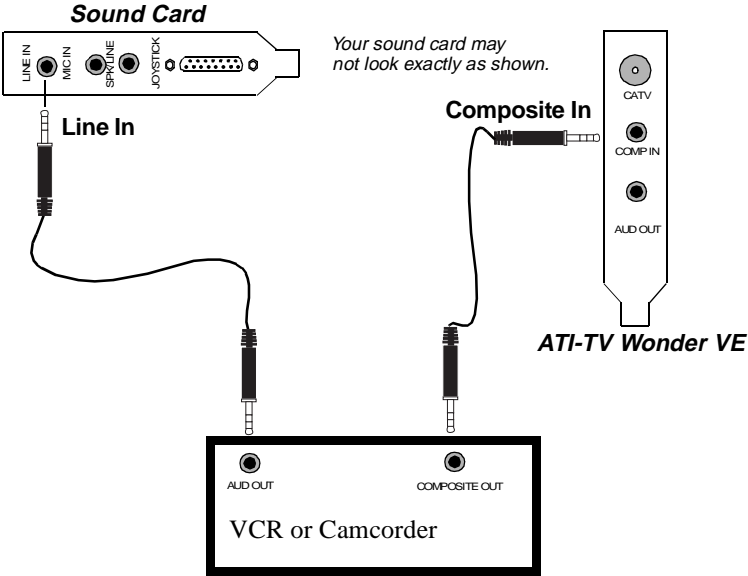 Sound Card
LINE IN
MIC IN
SPK/LINE
JOYSTICK
Your sound card may
not look exactly as shown.
Line In
Composite In
CATV
COMP IN
AUD OUT
ATI-TV Wonder VE
AUD OUT
COMPOSITE OUT
VCR or Camcorder